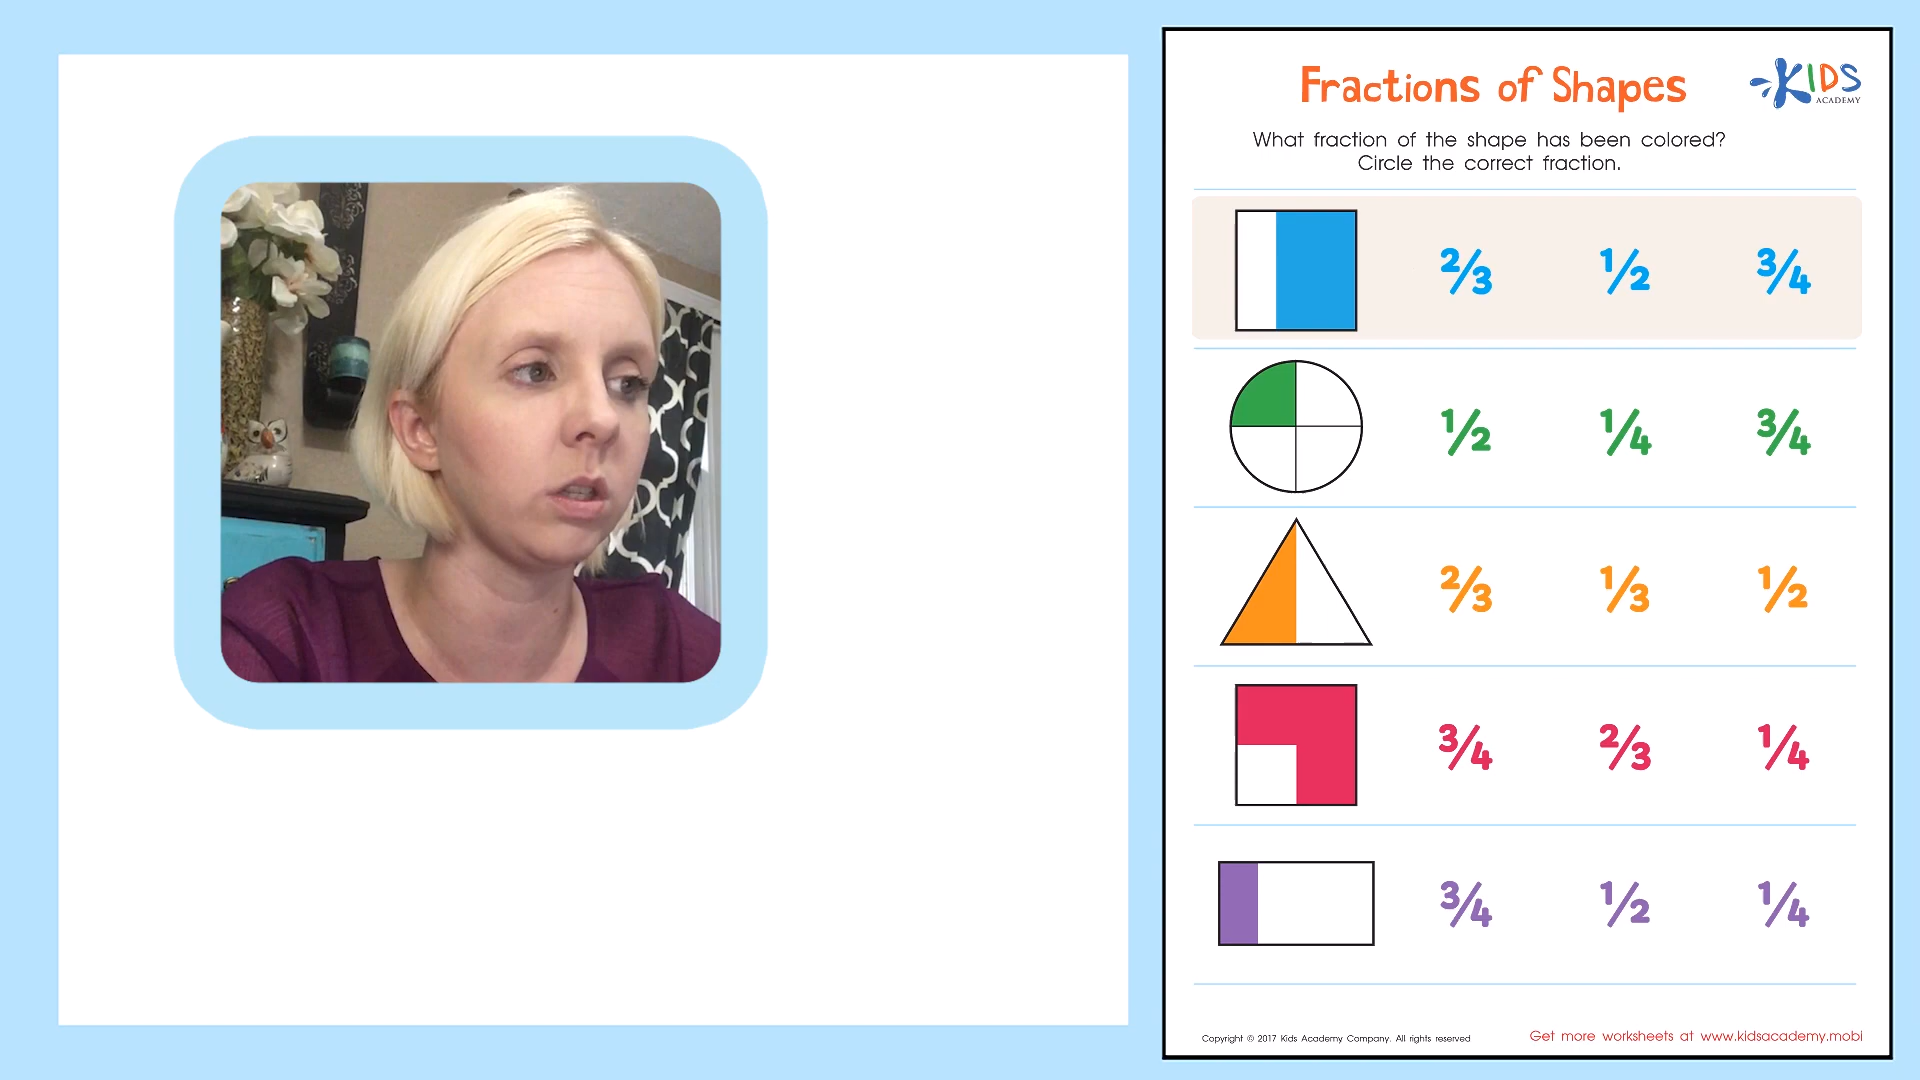 Fractions of Shapes
KIDS
ACADEMY
What fraction of the shape has been colored?
Circle the correct fraction.
2/3 1/2 3/4
1/2 1/4 3/4
2/3 1/3 1/2
3/4 2/3 1/4
3/4 1/2 1/4
Copyright © 2017 Kids Academy Company. All rights reserved
Get more worksheets at www.kidsacademy.mobi